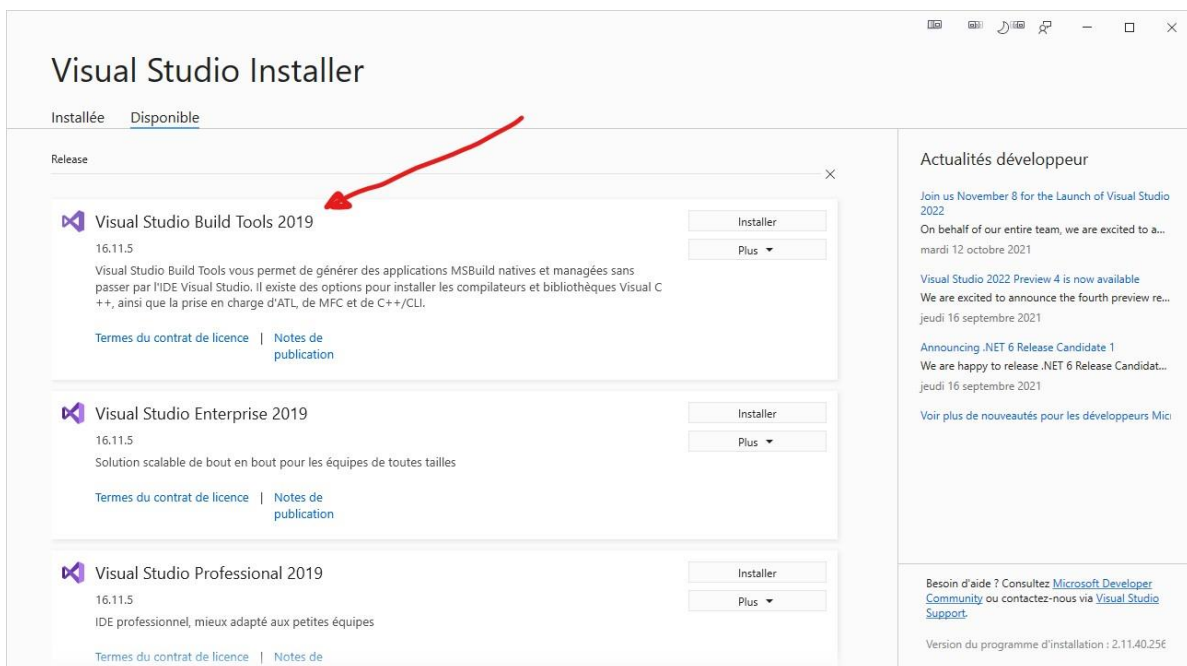 Visual Studio Installer
Installée Disponible
Release
Visual Studio Build Tools 2019
Installer
16.11.5
Plus
Visual Studio Build Tools vous permet de générer des applications MSBuild natives et managées sans
passer par l'IDE Visual Studio. Il existe des options pour installer les compilateurs et bibliothèques Visual C
++, ainsi que la prise en charge d'ATL, de MFC et de C++/CLI.
Termes du contrat de licence | Notes de
publication
Visual Studio Enterprise 2019
Installer
16.11.5
Plus
Solution scalable de bout en bout pour les équipes de toutes tailles
Termes du contrat de licence | Notes de
publication
Visual Studio Professional 2019
Installer
16.11.5
Plus
IDE professionnel, mieux adapté aux petites équipes
Termes du contrat de licence | Notes de
Actualités développeur
Join us November 8 for the Launch of Visual Studio
2022
On behalf of our entire team, we are excited to a...
mardi 12 octobre 2021
Visual Studio 2022 Preview 4 is now available
We are excited to announce the fourth preview re...
jeudi 16 septembre 2021
Announcing .NET 6 Release Candidate 1
We are happy to release .NET 6 Release Candidat...
jeudi 16 septembre 2021
Voir plus de nouveautés pour les développeurs Mic
Besoin d'aide ? Consultez Microsoft Developer
Community ou contactez-nous via Visual Studio
Support.
Version du programme d'installation : 2.11.40.256